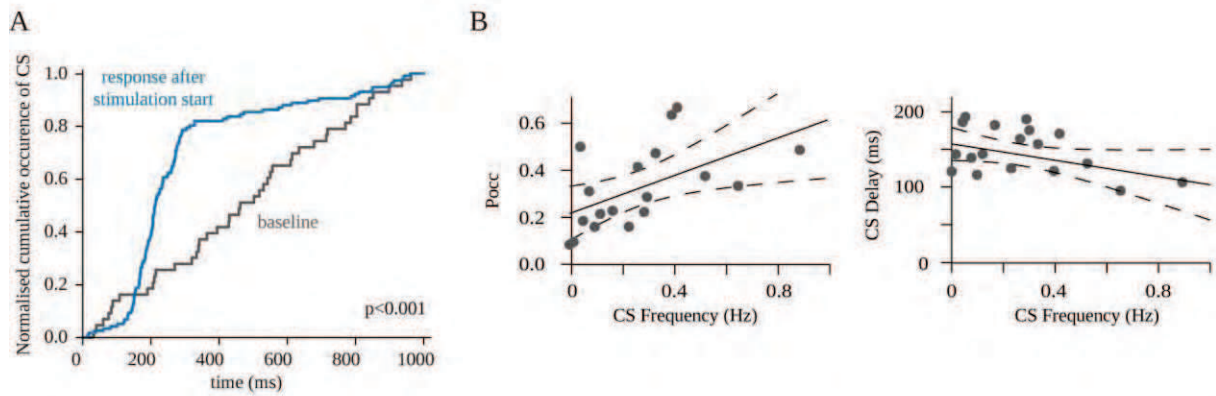 A
B
Normalised cumulative occurence of CS
1.0
0.8
0.6
0.4
0.2
0.0
response after
stimulation start
baseline
p<0.001
0
200
400
600
800
1000
time (ms)
Pocc
0.6
0.4
0.2
0
0
0.4
0.8
CS Frequency (Hz)
CS Delay (ms)
200
100
0
0
0.4
0.8
CS Frequency (Hz)